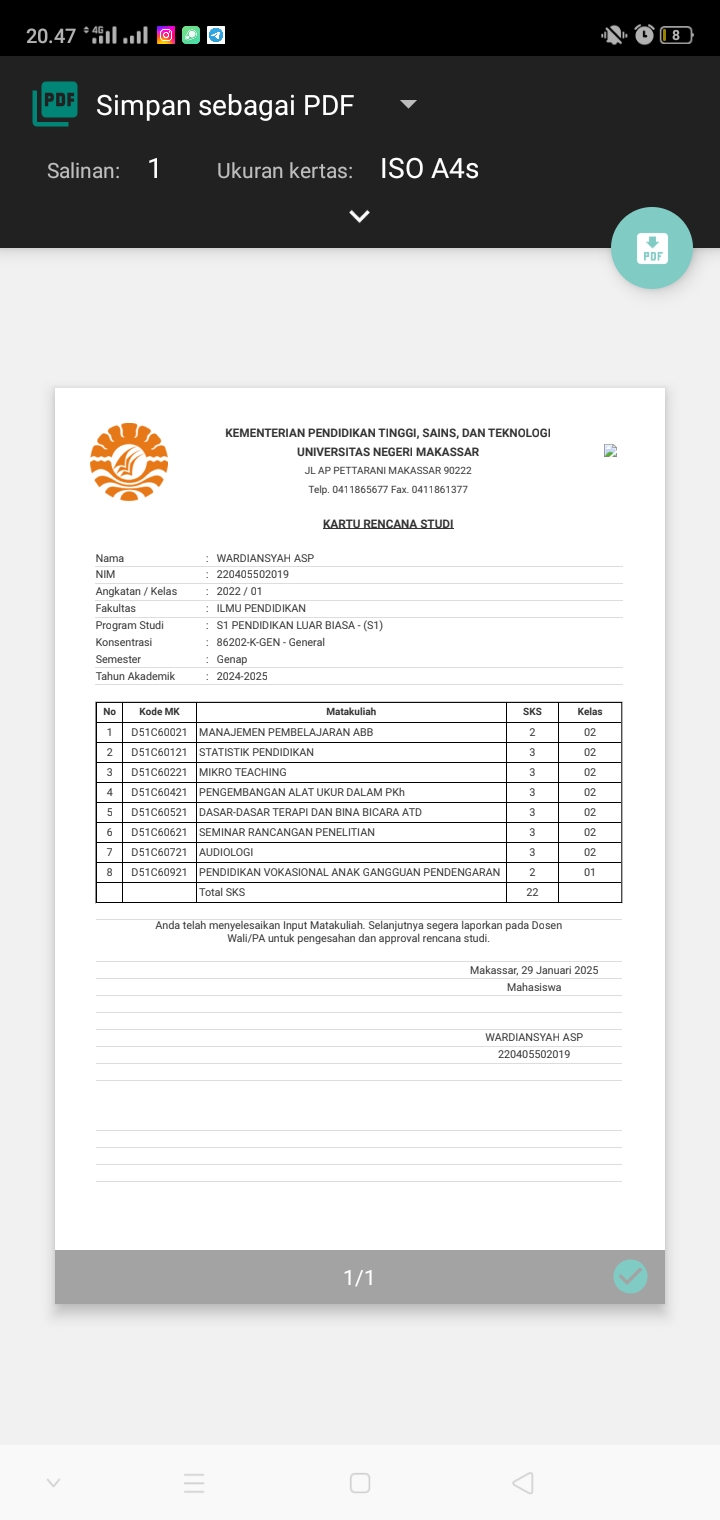 20.47 4G 8
PDF Simpan sebagai PDF
Salinan: 1 Ukuran kertas: ISO A4s
PDF
KEMENTERIAN PENDIDIKAN TINGGI, SAINS, DAN TEKNOLOGI
UNIVERSITAS NEGERI MAKASSAR
JL AP PETTARANI MAKASSAR 90222
Telp. 0411865677 Fax. 0411861377
KARTU RENCANA STUDI
Nama : WARDIANSYAH ASP
NIM : 220405502019
Angkatan / Kelas : 2022 / 01
Fakultas : ILMU PENDIDIKAN
Program Studi : S1 PENDIDIKAN LUAR BIASA - (S1)
Konsentrasi : 86202-K-GEN - General
Semester : Genap
Tahun Akademik : 2024-2025
No Kode MK Matakuliah SKS Kelas
1 D51C60021 MANAJEMEN PEMBELAJARAN ABB 2 02
2 D51C60121 STATISTIK PENDIDIKAN 3 02
3 D51C60221 MIKRO TEACHING 3 02
4 D51C60421 PENGEMBANGAN ALAT UKUR DALAM PKh 3 02
5 D51C60521 DASAR-DASAR TERAPI DAN BINA BICARA ATD 3 02
6 D51C60621 SEMINAR RANCANGAN PENELITIAN 3 02
7 D51C60721 AUDIOLOGI 3 02
8 D51C60921 PENDIDIKAN VOKASIONAL ANAK GANGGUAN PENDENGARAN 2 01
Total SKS 22
Anda telah menyelesaikan Input Matakuliah. Selanjutnya segera laporkan pada Dosen
Wali/PA untuk pengesahan dan approval rencana studi.
Makassar, 29 Januari 2025
Mahasiswa
WARDIANSYAH ASP
220405502019
1/1